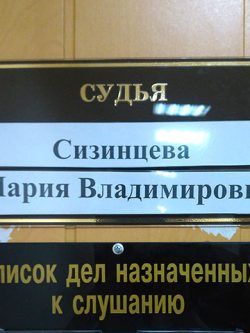 СУДЬЯ
Сизинцева
Мария Владимировн
писок дел назначенных
к слушанию